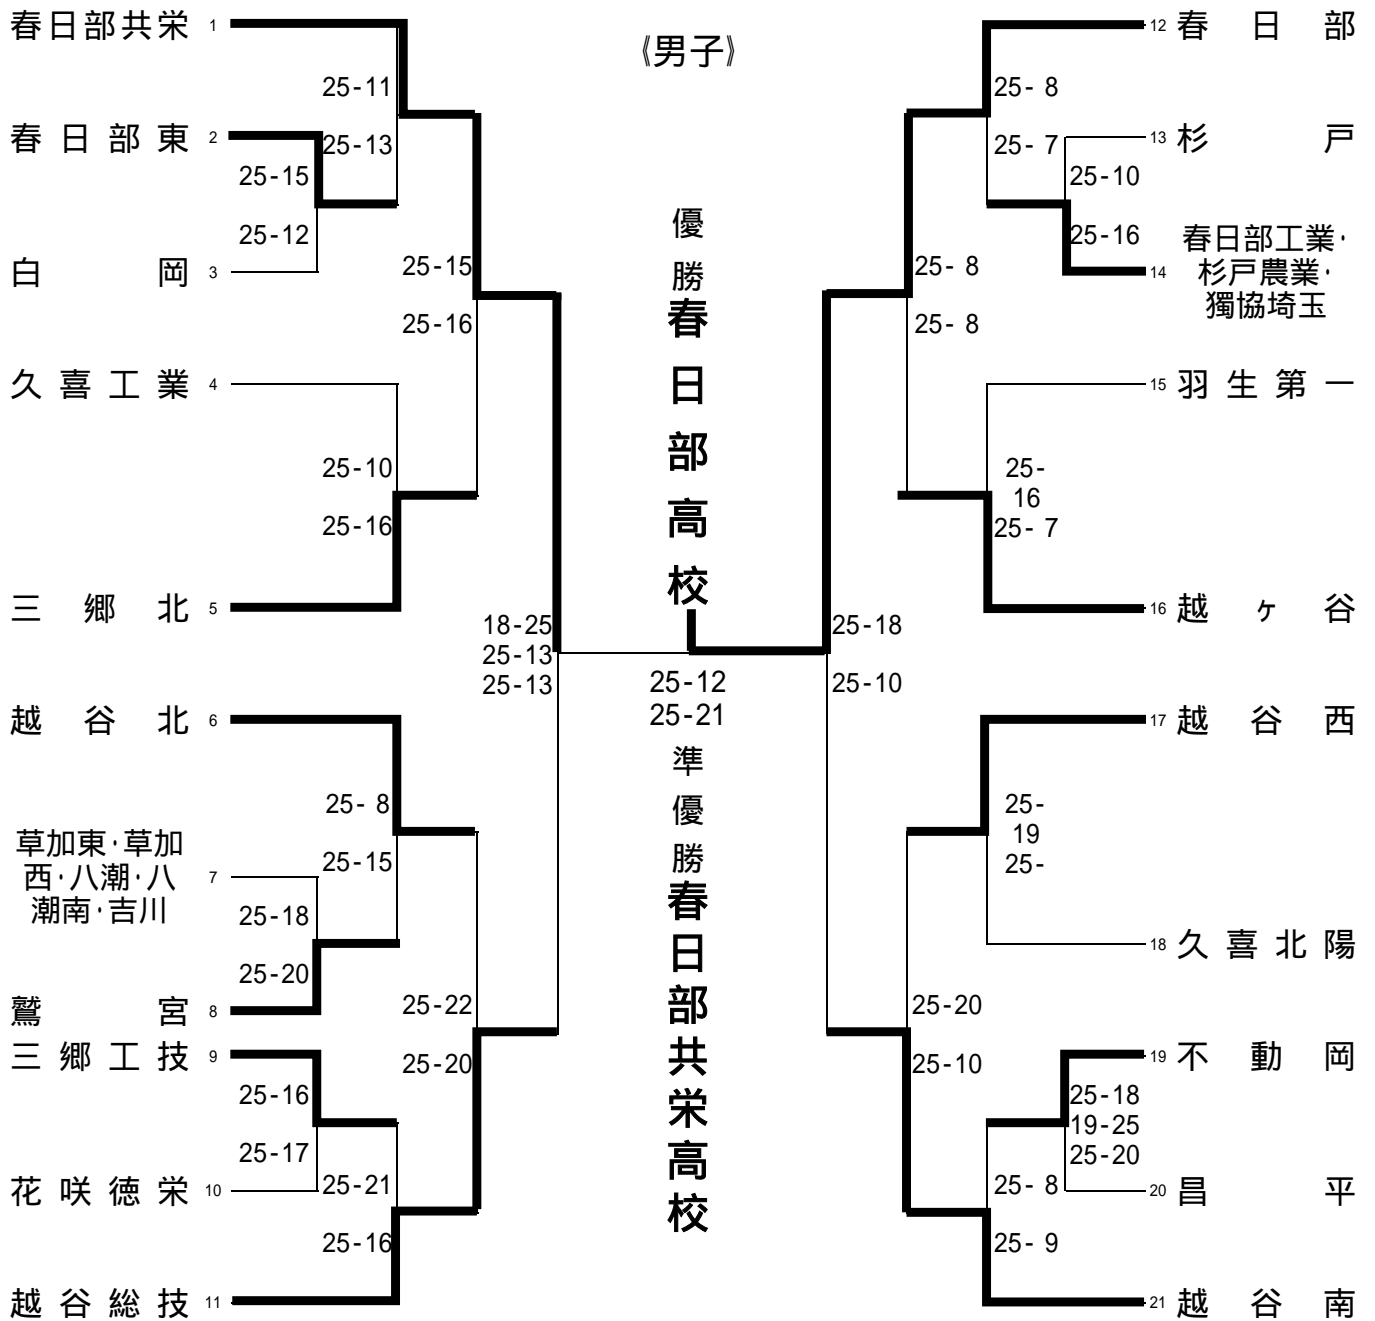 《男子》
春日部共栄 1
25-11
25-13
春日部東 2
25-15
25-12
白岡 3
25-15
25-16
久喜工業 4
25-10
25-16
三郷北 5
18-25
25-13
25-13
越谷北 6
25- 8
25-15
草加東・草加
西・八潮・八
潮南・吉川
7
25-18
25-20
鷲宮 8
25-22
25-20
三郷工技 9
25-16
25-17
花咲徳栄 10
25-21
25-16
越谷総技 11
優勝
春日部高校
25-12
25-21
準優勝
春日部共栄高校
12 春日部
25- 8
25- 7
13 杉戸
25-10
25-16
14
春日部工業・
杉戸農業・
獨協埼玉
25- 8
25- 8
15 羽生第一
25-
16
25- 7
16 越ヶ谷
25-18
25-10
17 越谷西
25-
19
25-
18 久喜北陽
25-20
25-10
19 不動岡
25-18
19-25
25-20
20 昌平
25- 8
25- 9
21 越谷南